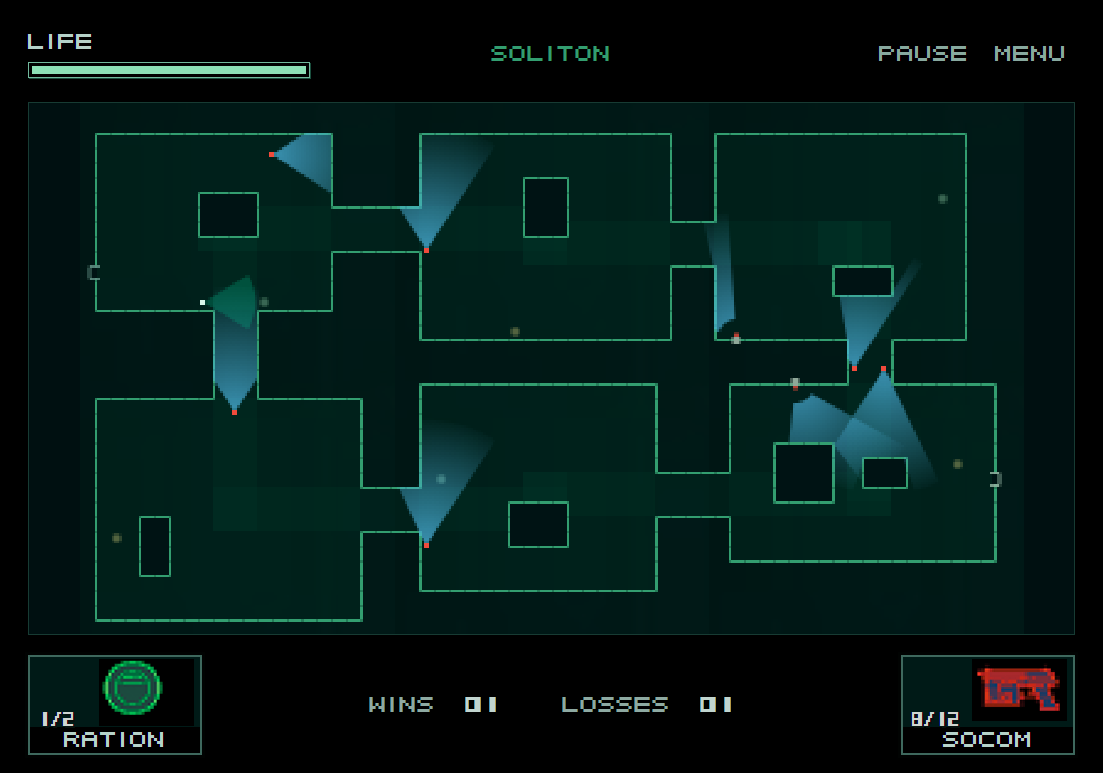 LIFE
SOLITON
PAUSE MENU
1/2
RATION
WINS 01 LOSSES 01
8/12
SOCOM